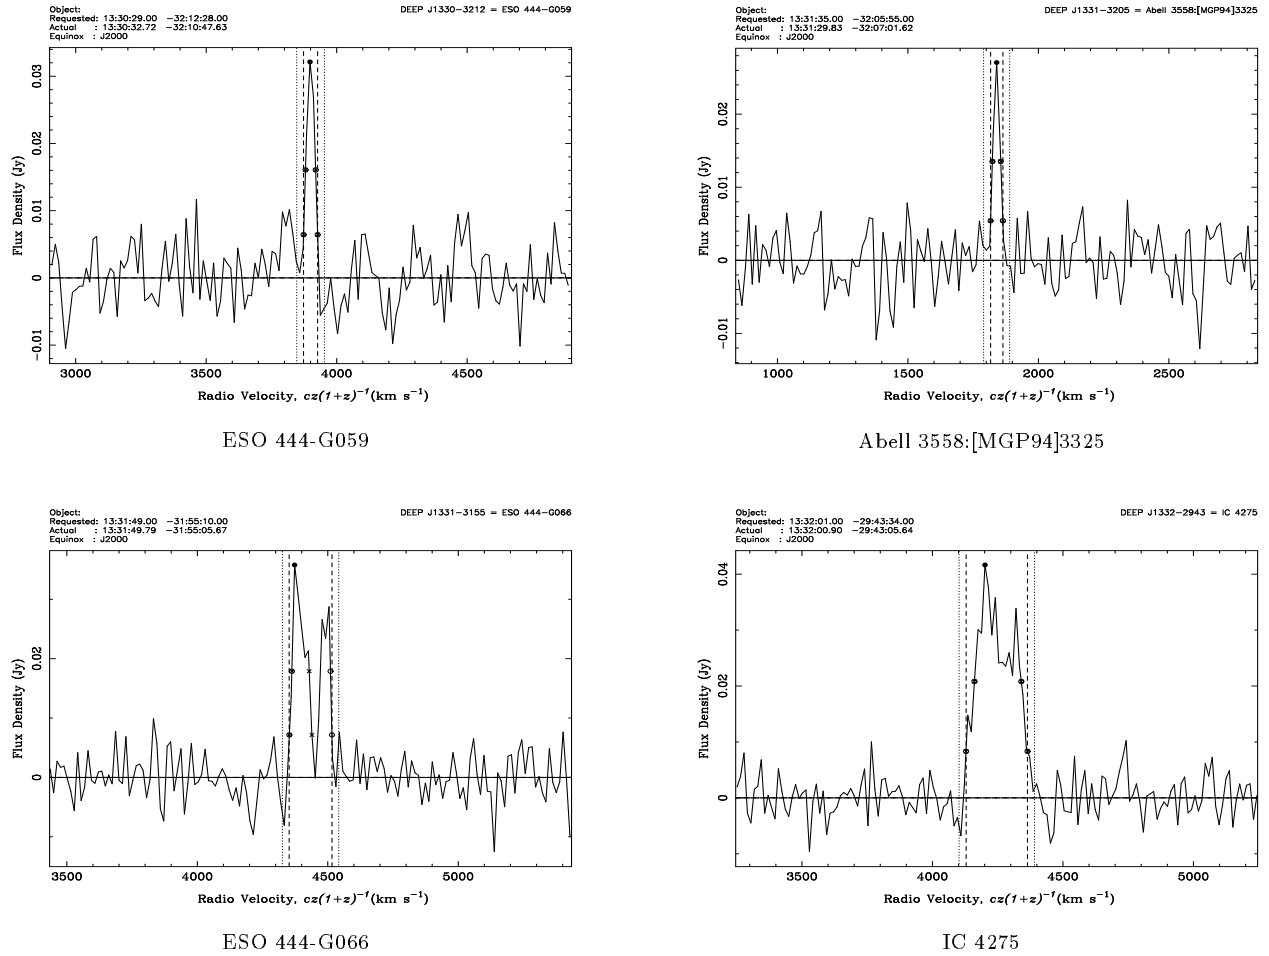 Object:
Requested: 13:30:29.00 −32:12:28.00
Actual : 13:30:32.72 −32:10:47.63
Equinox : J2000
DEEP J1330-3212 = ESO 444-G059
Flux Density (Jy)
0.03
0.02
0.01
0
−0.01
3000 3500 4000 4500
Radio Velocity, cz(1+z)⁻¹(km s⁻¹)
ESO 444-G059
Object:
Requested: 13:31:35.00 −32:05:55.00
Actual : 13:31:29.83 −32:07:01.62
Equinox : J2000
DEEP J1331-3205 = Abell 3558:[MGP94]3325
Flux Density (Jy)
0.02
0.01
0
−0.01
1000 1500 2000 2500
Radio Velocity, cz(1+z)⁻¹(km s⁻¹)
Abell 3558:[MGP94]3325
Object:
Requested: 13:31:49.00 −31:55:10.00
Actual : 13:31:49.79 −31:55:05.67
Equinox : J2000
DEEP J1331-3155 = ESO 444-G066
Flux Density (Jy)
0.02
0
3500 4000 4500 5000
Radio Velocity, cz(1+z)⁻¹(km s⁻¹)
ESO 444-G066
Object:
Requested: 13:32:01.00 −29:43:34.00
Actual : 13:32:00.90 −29:43:05.64
Equinox : J2000
DEEP J1332-2943 = IC 4275
Flux Density (Jy)
0.04
0.02
0
3500 4000 4500 5000
Radio Velocity, cz(1+z)⁻¹(km s⁻¹)
IC 4275